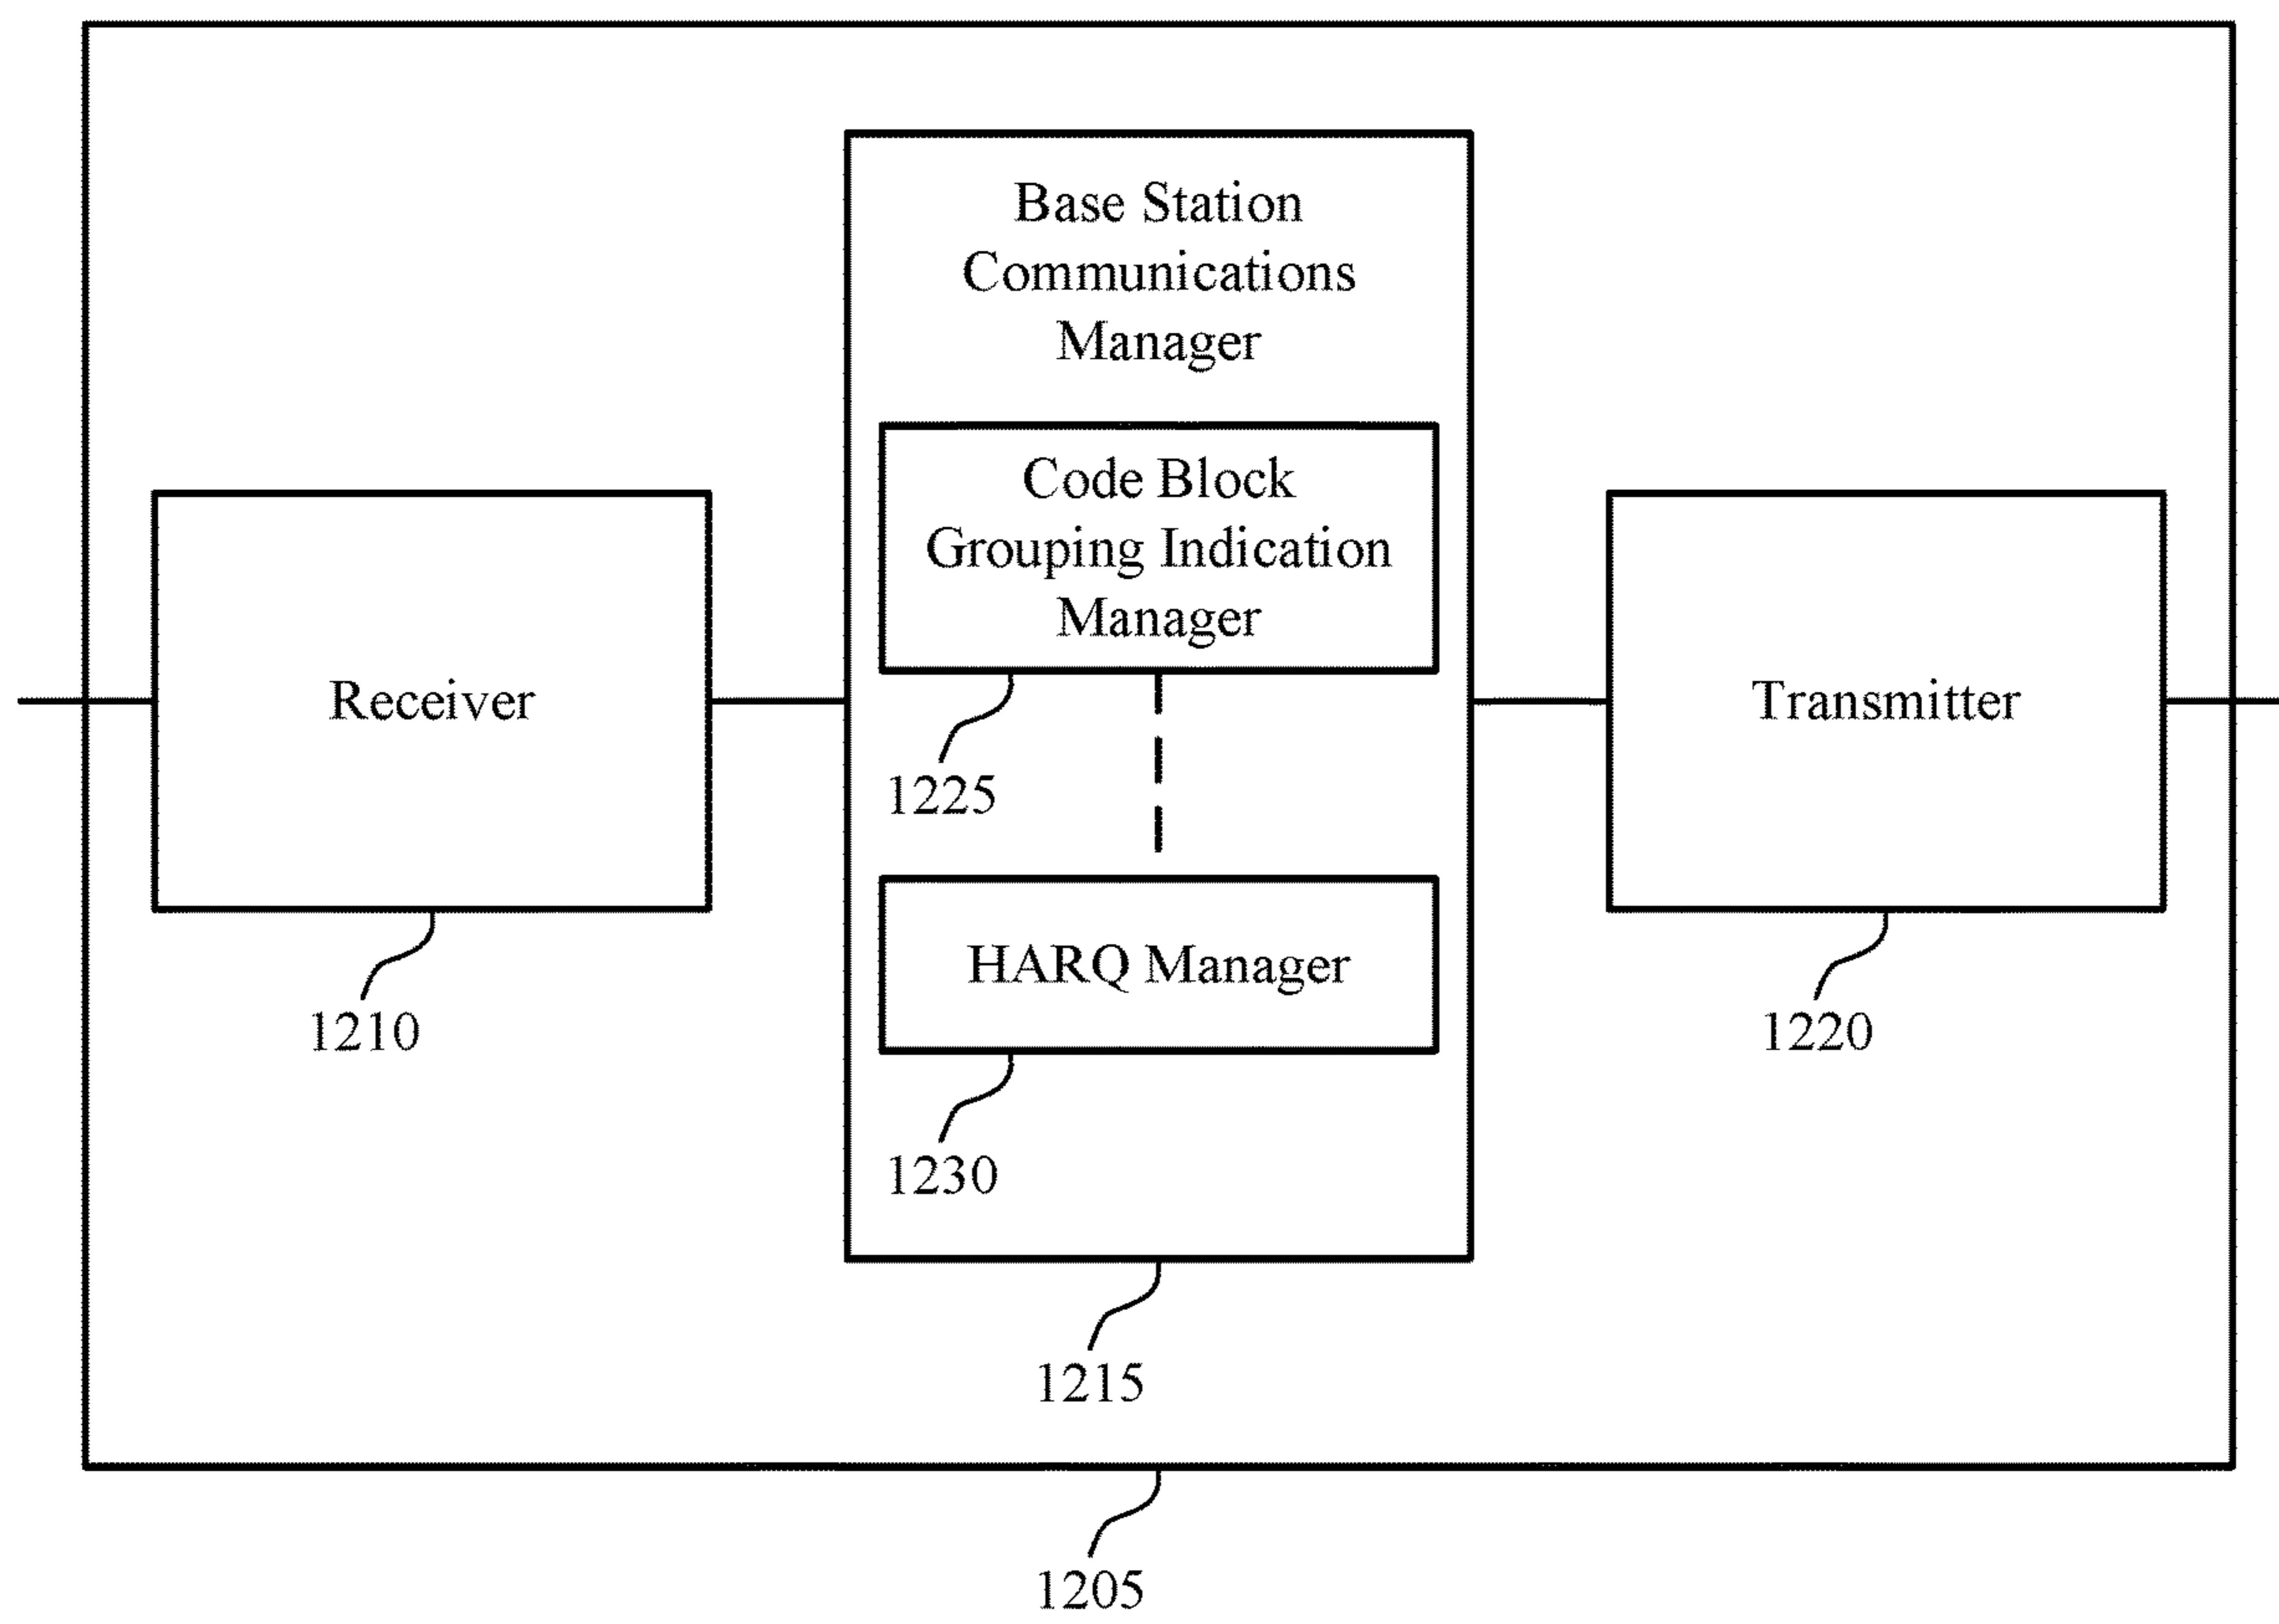 Base Station
Communications
Manager
Code Block
Grouping Indication
Manager
Receiver
Transmitter
1225
HARQ Manager
1210
1220
1230
1215
1205